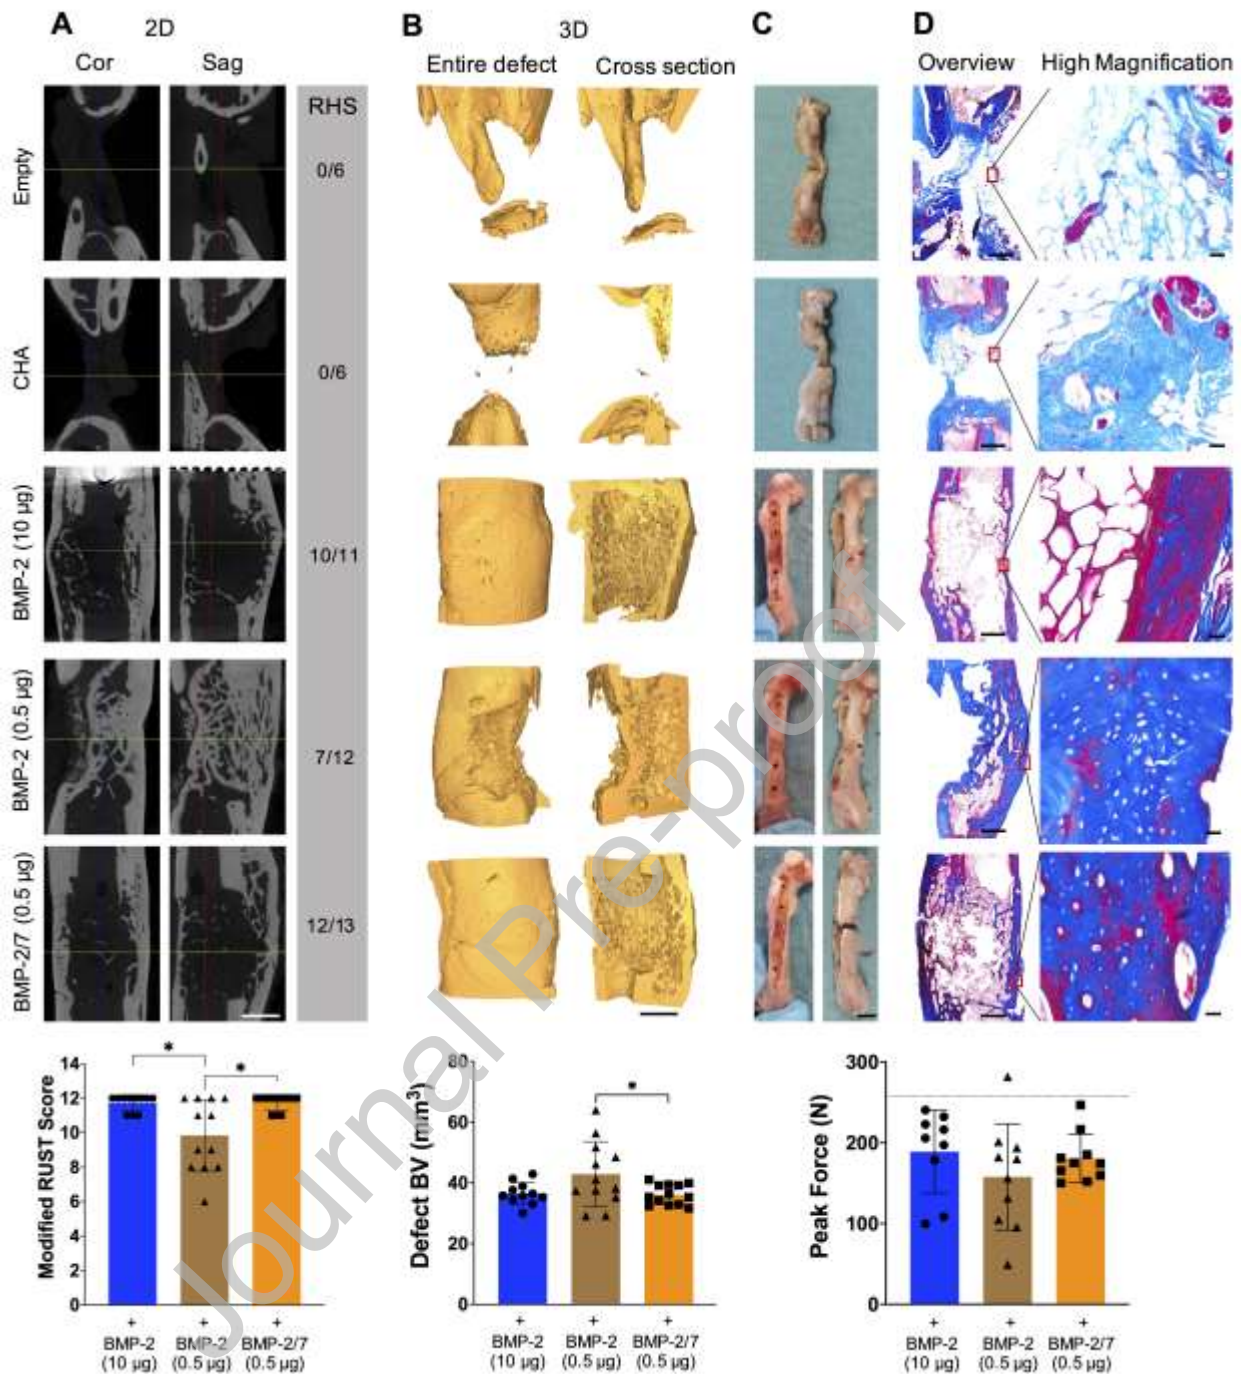 A
2D
B
3D
C
D
Cor
Sag
Entire defect
Cross section
Overview
High Magnification
RHS
Empty
0/6
CHA
0/6
BMP-2 (10 µg)
10/11
BMP-2 (0.5 µg)
7/12
BMP-2/7 (0.5 µg)
12/13
Journal Pre-proof
Modified RUST Score
14
12
10
8
6
4
2
0
*
*
+
+
+
BMP-2
(10 µg)
BMP-2
(0.5 µg)
BMP-2/7
(0.5 µg)
Defect BV (mm³)
80
60
40
20
0
*
+
+
+
BMP-2
(10 µg)
BMP-2
(0.5 µg)
BMP-2/7
(0.5 µg)
Peak Force (N)
300
200
100
0
+
+
+
BMP-2
(10 µg)
BMP-2
(0.5 µg)
BMP-2/7
(0.5 µg)